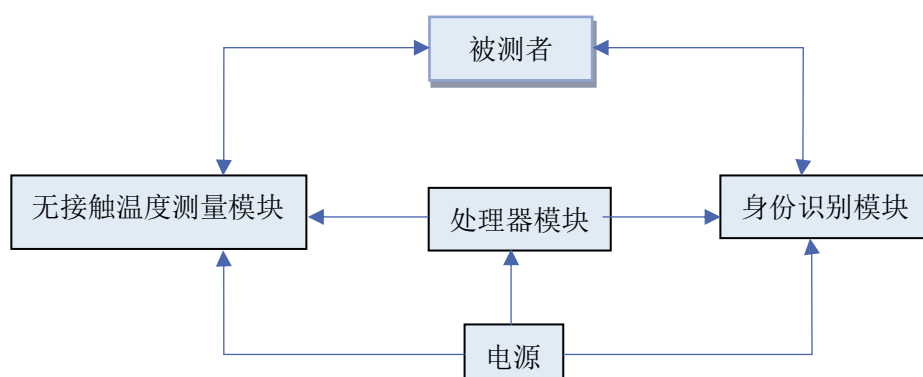 被测者
无接触温度测量模块
处理器模块
身份识别模块
电源